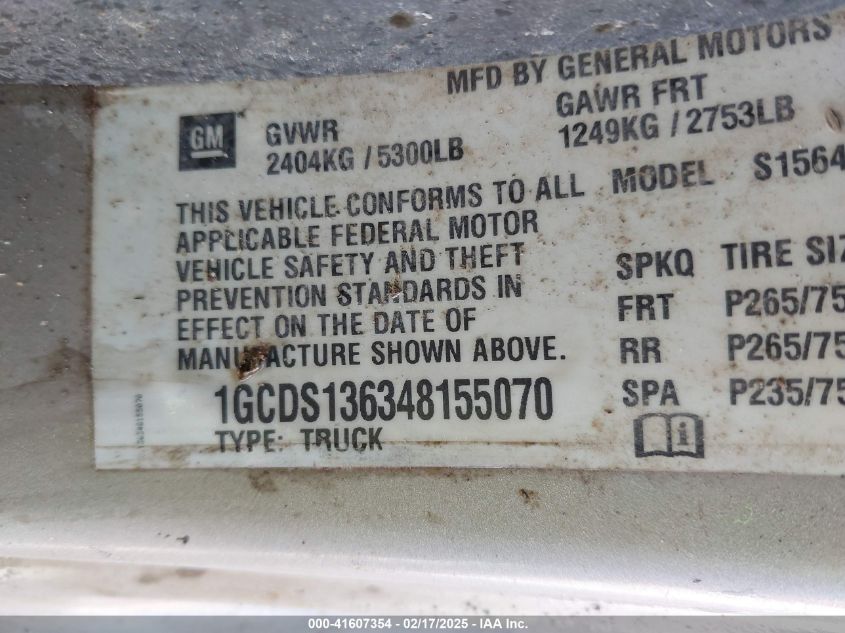 MFD BY GENERAL MOTORS
GM
GVWR
2404KG / 5300LB
GAWR FRT
1249KG / 2753LB
THIS VEHICLE CONFORMS TO ALL
APPLICABLE FEDERAL MOTOR
VEHICLE SAFETY AND THEFT
PREVENTION STANDARDS IN
EFFECT ON THE DATE OF
MANUFACTURE SHOWN ABOVE.
1GCDS136348155070
TYPE: TRUCK
MODEL S1564
SPKQ TIRE SIZ
FRT P265/75
RR P265/75
SPA P235/75
000-41607354 - 02/17/2025 - IAA Inc.